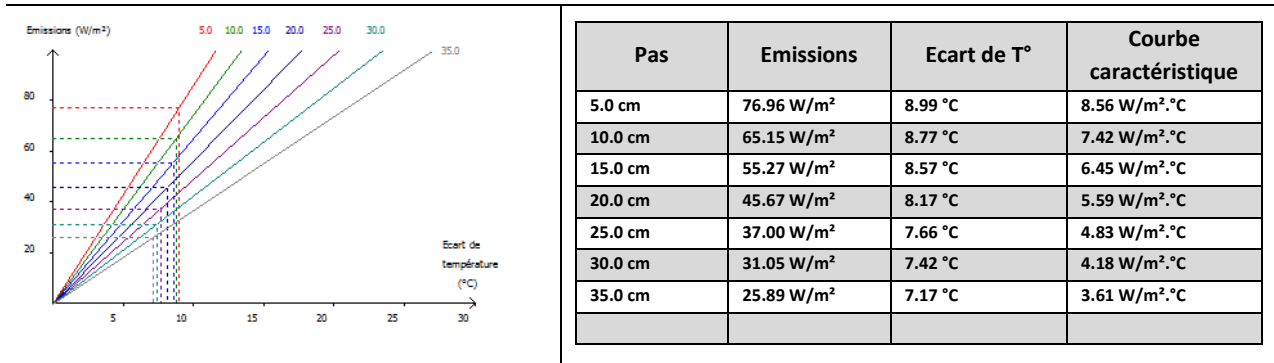 Emissions (W/m²) 5.0 10.0 15.0 20.0 25.0 30.0
35.0
80
60
40
20
Ecart de
température
(°C)
5 10 15 20 25 30
Pas Emissions Ecart de T° Courbe caractéristique
5.0 cm 76.96 W/m² 8.99 °C 8.56 W/m².°C
10.0 cm 65.15 W/m² 8.77 °C 7.42 W/m².°C
15.0 cm 55.27 W/m² 8.57 °C 6.45 W/m².°C
20.0 cm 45.67 W/m² 8.17 °C 5.59 W/m².°C
25.0 cm 37.00 W/m² 7.66 °C 4.83 W/m².°C
30.0 cm 31.05 W/m² 7.42 °C 4.18 W/m².°C
35.0 cm 25.89 W/m² 7.17 °C 3.61 W/m².°C